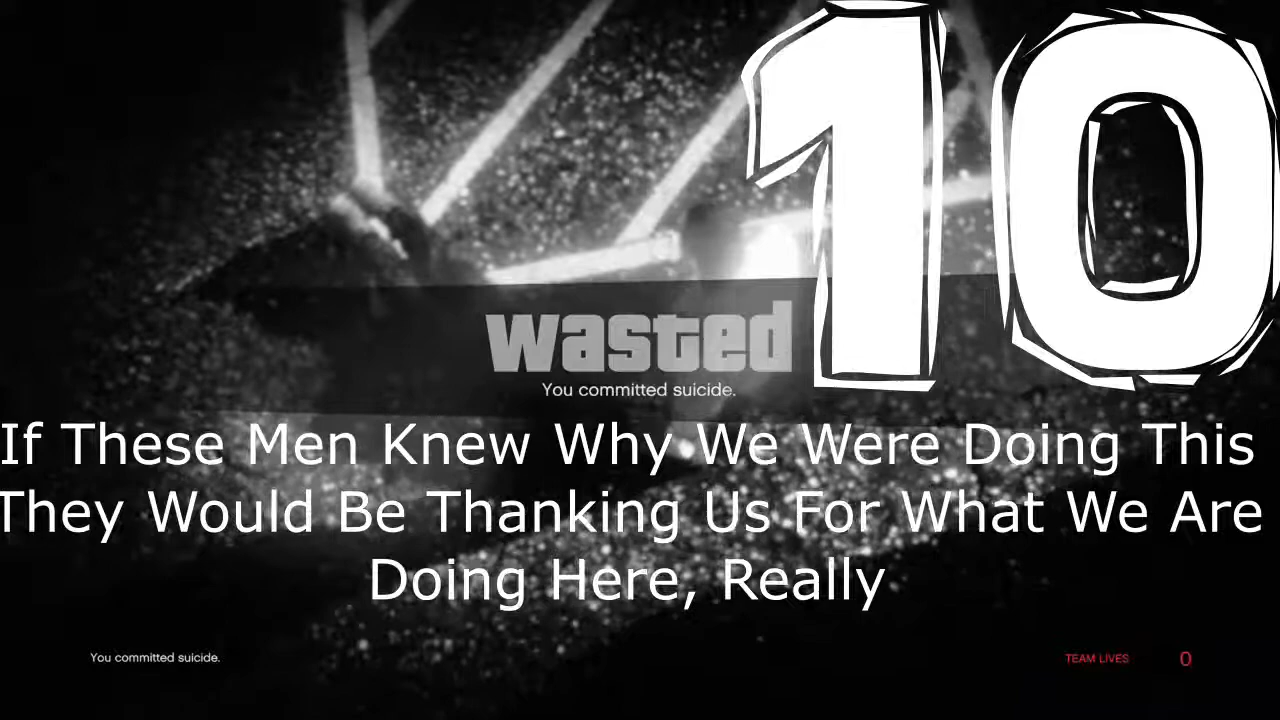 10
wasted
You committed suicide.
If These Men Knew Why We Were Doing This
They Would Be Thanking Us For What We Are
Doing Here, Really
You committed suicide.
TEAM LIVES 0